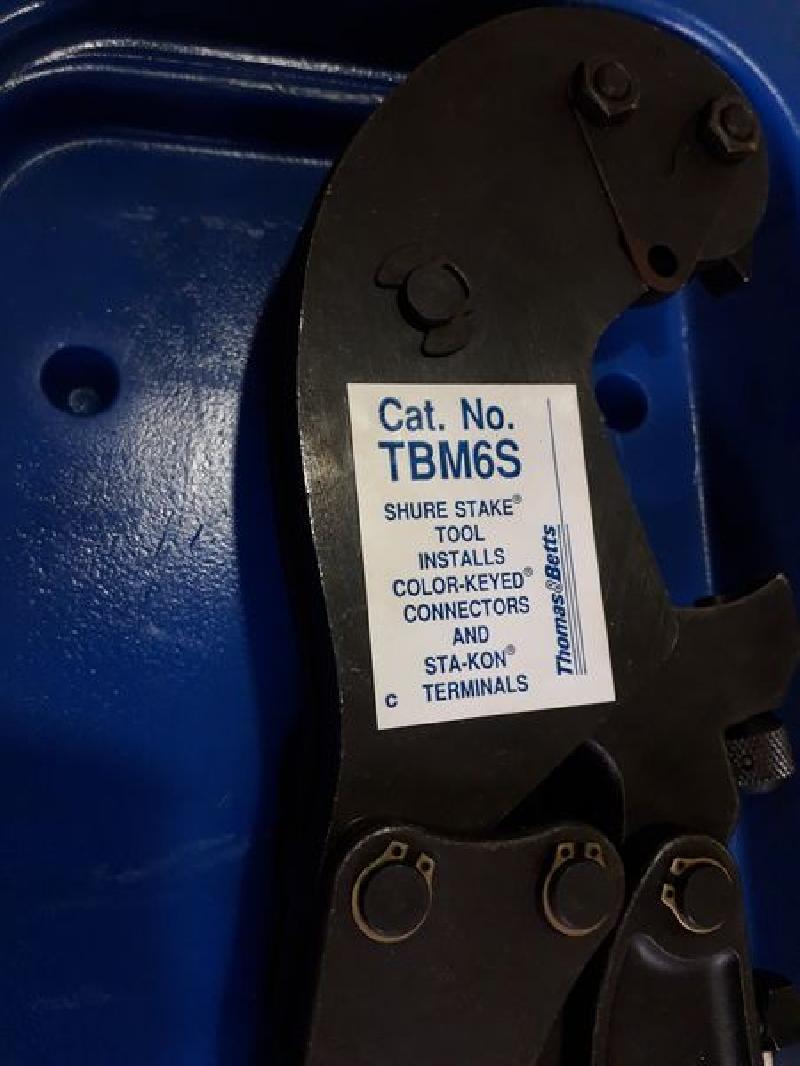 Cat. No.
TBM6S
SHURE STAKE®
TOOL
INSTALLS
COLOR-KEYED®
CONNECTORS
AND
STA-KON®
TERMINALS
C
Thomas&Betts